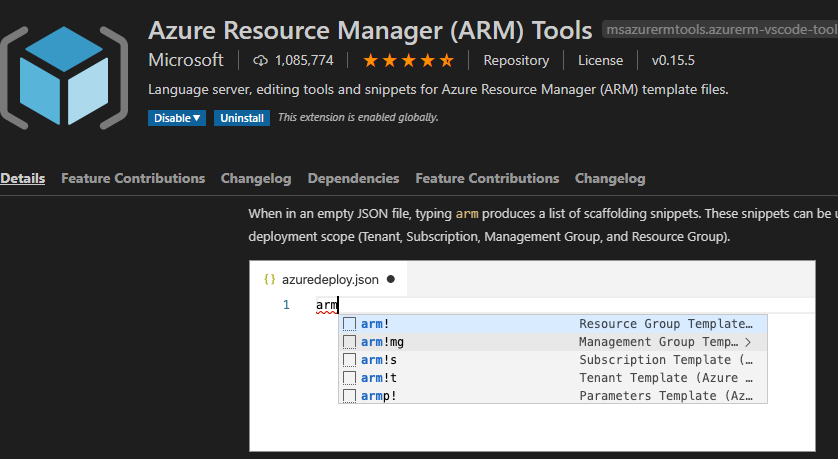 Azure Resource Manager (ARM) Tools msazurermtools.azurerm-vscode-tool
Microsoft 1,085,774 Repository License v0.15.5
Language server, editing tools and snippets for Azure Resource Manager (ARM) template files.
Disable Uninstall This extension is enabled globally.
Details Feature Contributions Changelog Dependencies Feature Contributions Changelog
When in an empty JSON file, typing arm produces a list of scaffolding snippets. These snippets can be u
deployment scope (Tenant, Subscription, Management Group, and Resource Group).
{ } azuredeploy.json ●
1 arm
arm! Resource Group Template…
arm!mg Management Group Temp… >
arm!s Subscription Template (…
arm!t Tenant Template (Azure …
armp! Parameters Template (Az…